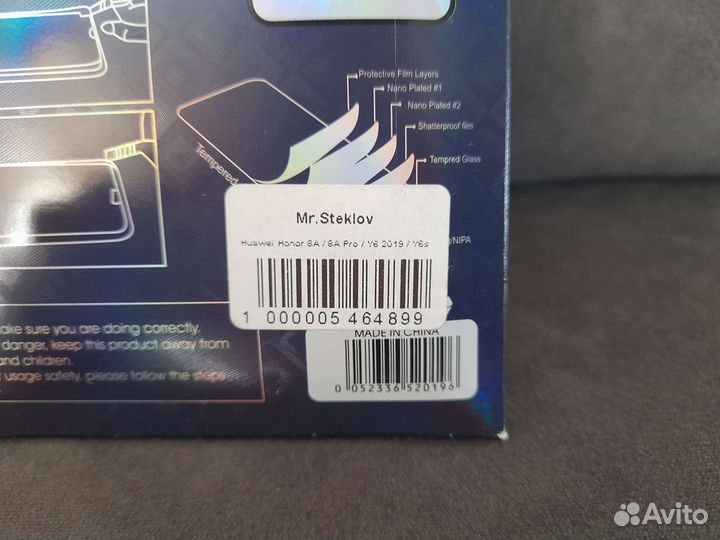 Protective Film Layers
Nano Plated #1
Nano Plated #2
Shatterproof film
Tempred Glass
Tempered
Mr.Steklov
Huawei Honor 8A / 8A Pro / Y6 2019 / Y6s
/NIPA
1 000005 464899
MADE IN CHINA
0 052336 520196
ake sure you are doing correctly.
danger, keep this product away from
and children.
usage safety, please follow the steps
Avito